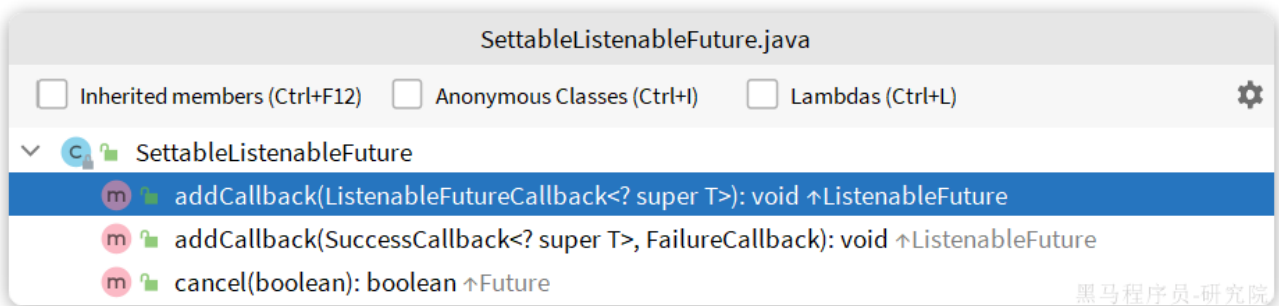 SettableListenableFuture.java
Inherited members (Ctrl+F12) Anonymous Classes (Ctrl+I) Lambdas (Ctrl+L)
C SettableListenableFuture
m addCallback(ListenableFutureCallback<? super T>): void ↑ListenableFuture
m addCallback(SuccessCallback<? super T>, FailureCallback): void ↑ListenableFuture
m cancel(boolean): boolean ↑Future
黑马程序员-研究院